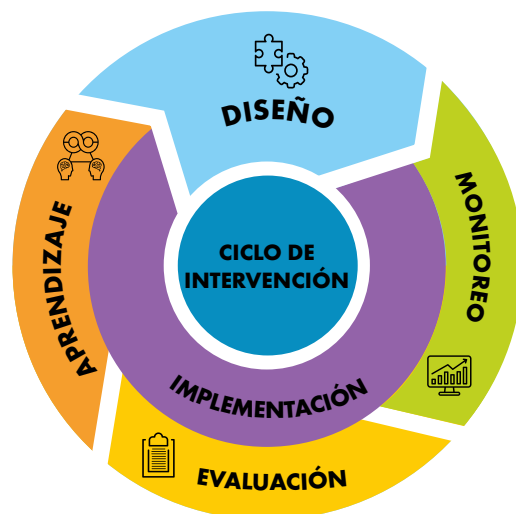 DISEÑO
MONITOREO
APRENDIZAJE
CICLO DE
INTERVENCIÓN
IMPLEMENTACIÓN
EVALUACIÓN